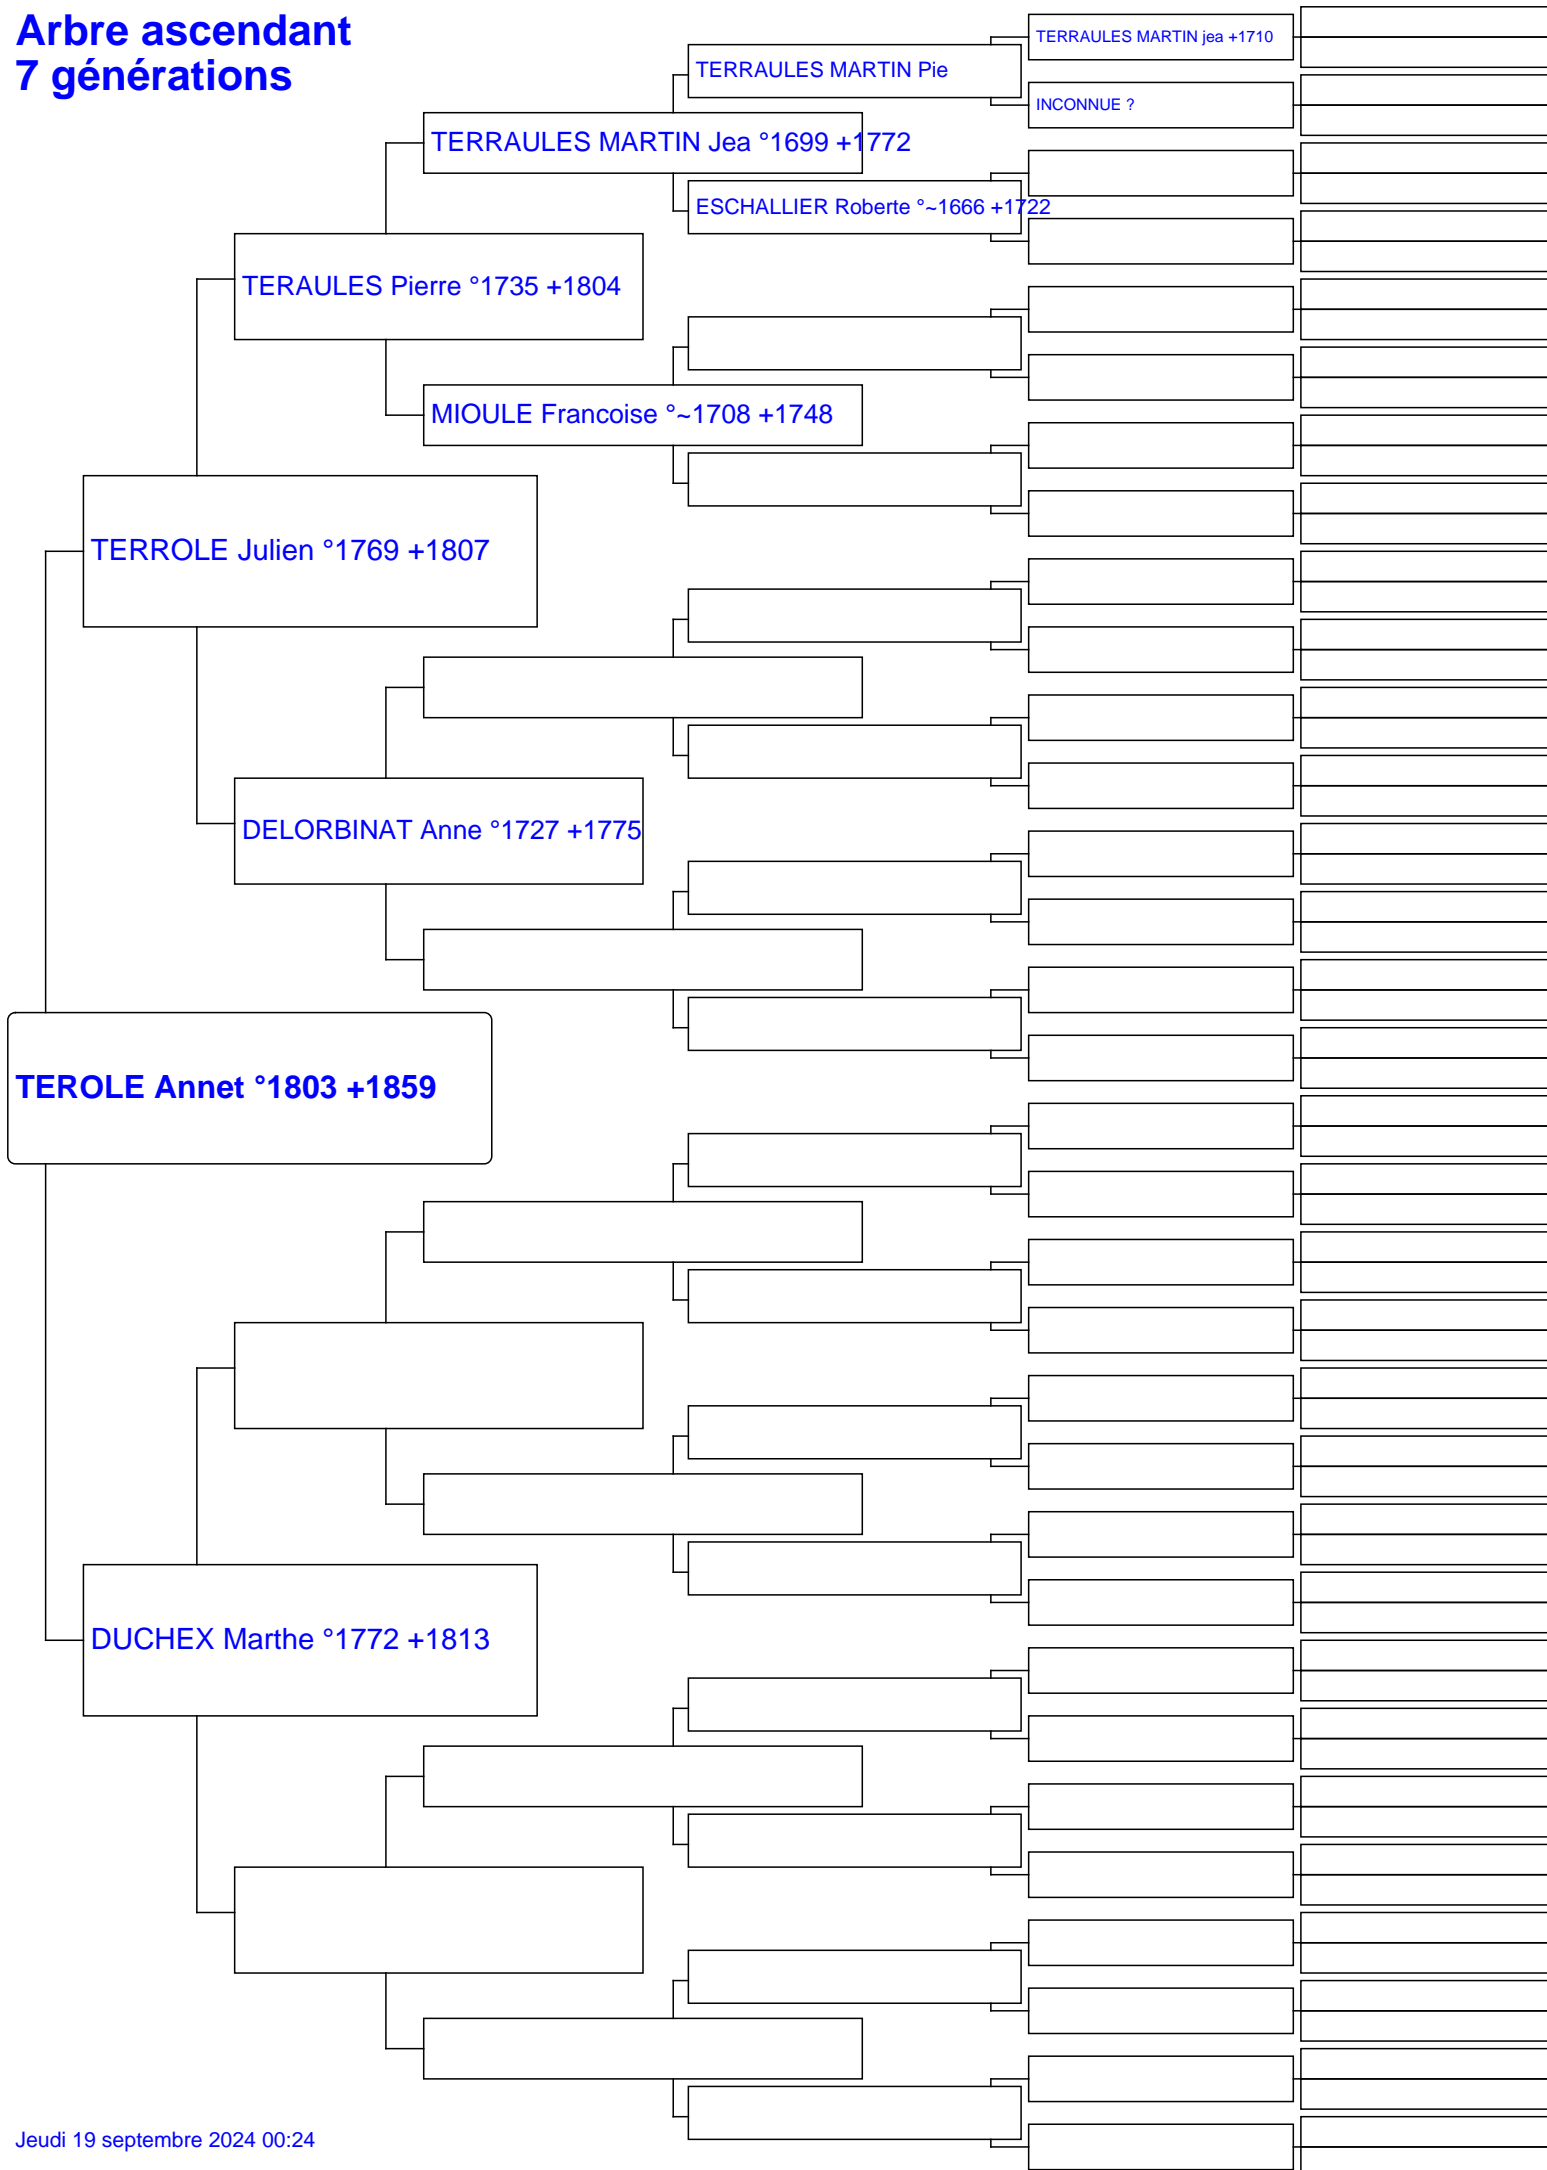 Arbre ascendant
7 générations
TERRAULES MARTIN jea +1710
TERRAULES MARTIN Pie
INCONNUE ?
TERRAULES MARTIN Jea °1699 +1772
ESCHALLIER Roberte °~1666 +1722
TERAULES Pierre °1735 +1804
MIOULE Francoise °~1708 +1748
TERROLE Julien °1769 +1807
DELORBINAT Anne °1727 +1775
TEROLE Annet °1803 +1859
DUCHEX Marthe °1772 +1813
Jeudi 19 septembre 2024 00:24